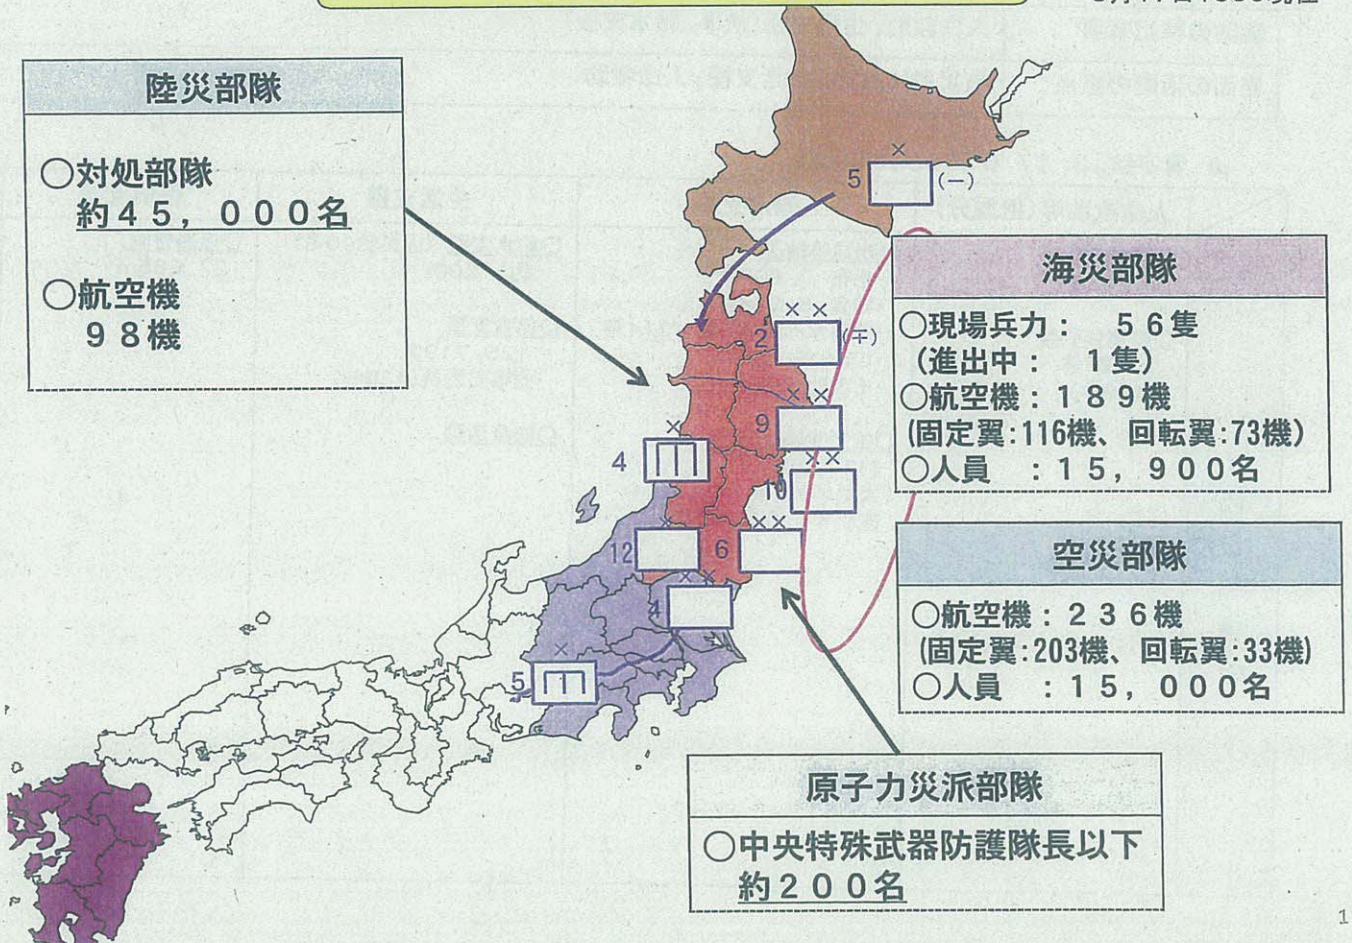 陸災部隊
○対処部隊
約45，000名
○航空機
98機
5
×
(−)
海災部隊
○現場兵力： 56隻
(進出中： 1隻)
○航空機：189機
(固定翼:116機、回転翼:73機)
○人員 ：15，900名
2
××
(∓)
9
××
4
×
10
××
12
×
6
××
4
××
5
×
空災部隊
○航空機：236機
(固定翼:203機、回転翼:33機)
○人員 ：15，000名
原子力災派部隊
○中央特殊武器防護隊長以下
約200名
1